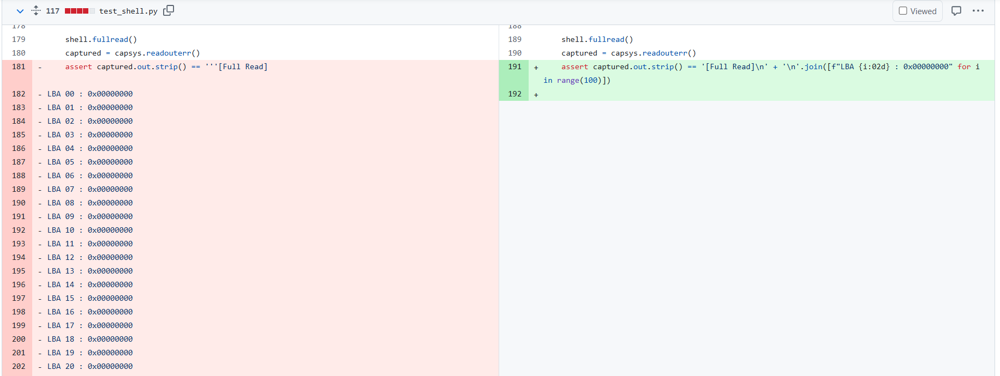 117 test_shell.py Viewed
178 188
179 shell.fullread() 189 shell.fullread()
180 captured = capsys.readouterr() 190 captured = capsys.readouterr()
181 - assert captured.out.strip() == '''[Full Read] 191 + assert captured.out.strip() == '[Full Read]\n' + '\n'.join([f"LBA {i:02d} : 0x00000000" for i
in range(100)])
182 - LBA 00 : 0x00000000 192 +
183 - LBA 01 : 0x00000000
184 - LBA 02 : 0x00000000
185 - LBA 03 : 0x00000000
186 - LBA 04 : 0x00000000
187 - LBA 05 : 0x00000000
188 - LBA 06 : 0x00000000
189 - LBA 07 : 0x00000000
190 - LBA 08 : 0x00000000
191 - LBA 09 : 0x00000000
192 - LBA 10 : 0x00000000
193 - LBA 11 : 0x00000000
194 - LBA 12 : 0x00000000
195 - LBA 13 : 0x00000000
196 - LBA 14 : 0x00000000
197 - LBA 15 : 0x00000000
198 - LBA 16 : 0x00000000
199 - LBA 17 : 0x00000000
200 - LBA 18 : 0x00000000
201 - LBA 19 : 0x00000000
202 - LBA 20 : 0x00000000